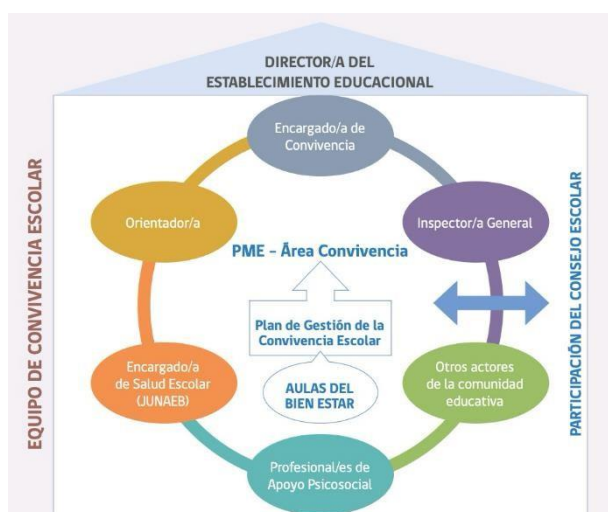 DIRECTOR/A DEL
ESTABLECIMIENTO EDUCACIONAL
EQUIPO DE CONVIVENCIA ESCOLAR
Encargado/a de
Convivencia
Orientador/a
Inspector/a General
PME – Área Convivencia
Plan de Gestión de la
Convivencia Escolar
AULAS DEL
BIEN ESTAR
Encargado/a
de Salud Escolar
(JUNAEB)
Otros actores
de la comunidad
educativa
Profesional/es de
Apoyo Psicosocial
PARTICIPACIÓN DEL CONSEJO ESCOLAR